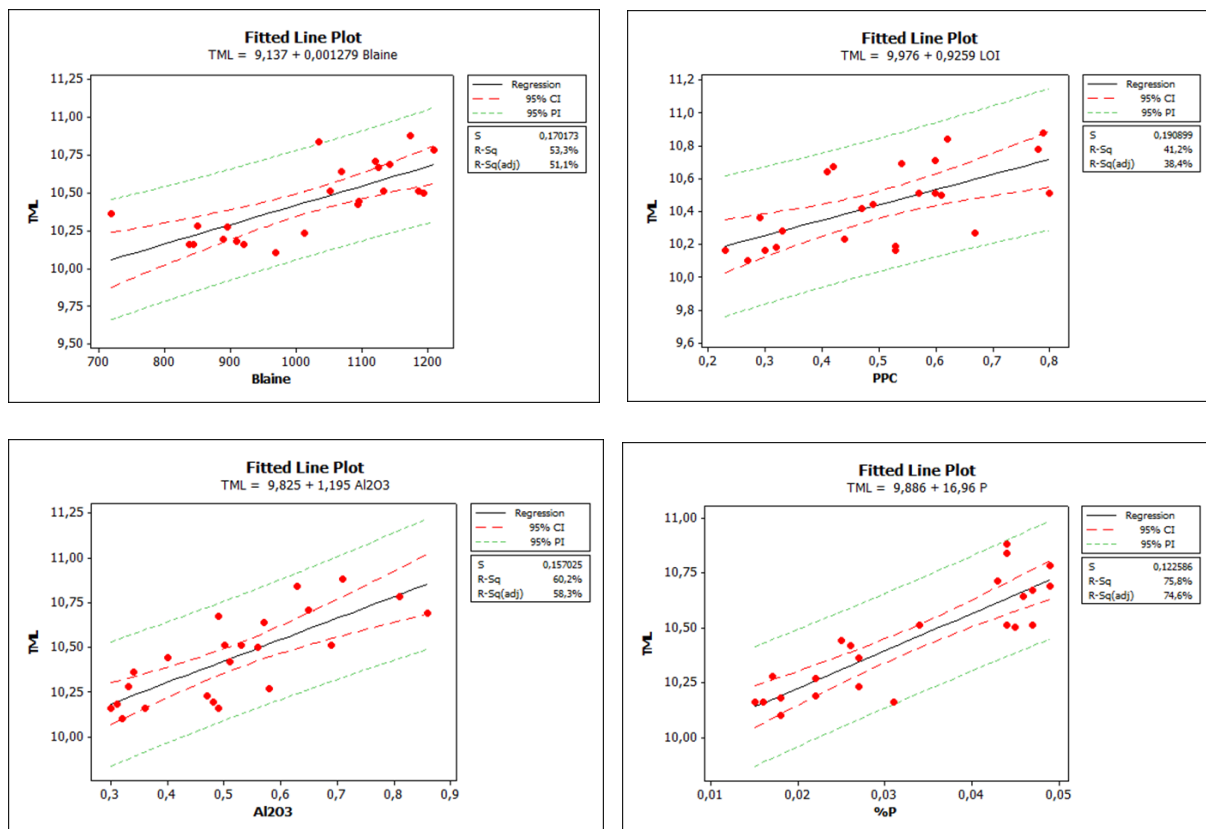 Fitted Line Plot
TML = 9,137 + 0,001279 Blaine
11,25
11,00
10,75
10,50
10,25
10,00
9,75
9,50
TML
700 800 900 1000 1100 1200
Blaine
Regression
95% CI
95% PI
S 0,170173
R-Sq 53,3%
R-Sq(adj) 51,1%
Fitted Line Plot
TML = 9,976 + 0,9259 LOI
11,2
11,0
10,8
10,6
10,4
10,2
10,0
9,8
9,6
TML
0,2 0,3 0,4 0,5 0,6 0,7 0,8
PPC
Regression
95% CI
95% PI
S 0,190899
R-Sq 41,2%
R-Sq(adj) 38,4%
Fitted Line Plot
TML = 9,825 + 1,195 Al2O3
11,25
11,00
10,75
10,50
10,25
10,00
TML
0,3 0,4 0,5 0,6 0,7 0,8 0,9
Al2O3
Regression
95% CI
95% PI
S 0,157025
R-Sq 60,2%
R-Sq(adj) 58,3%
Fitted Line Plot
TML = 9,886 + 16,96 P
11,00
10,75
10,50
10,25
10,00
TML
0,01 0,02 0,03 0,04 0,05
%P
Regression
95% CI
95% PI
S 0,122586
R-Sq 75,8%
R-Sq(adj) 74,6%